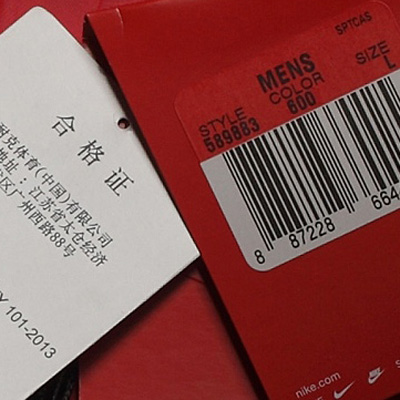 合格证
耐克体育(中国)有限公司
地址：江苏省太仓经济
区广州西路88号
101-2013
SPTCAS
MENS
SIZE
STYLE
COLOR
L
589883
600
8 87228 664
nike.com